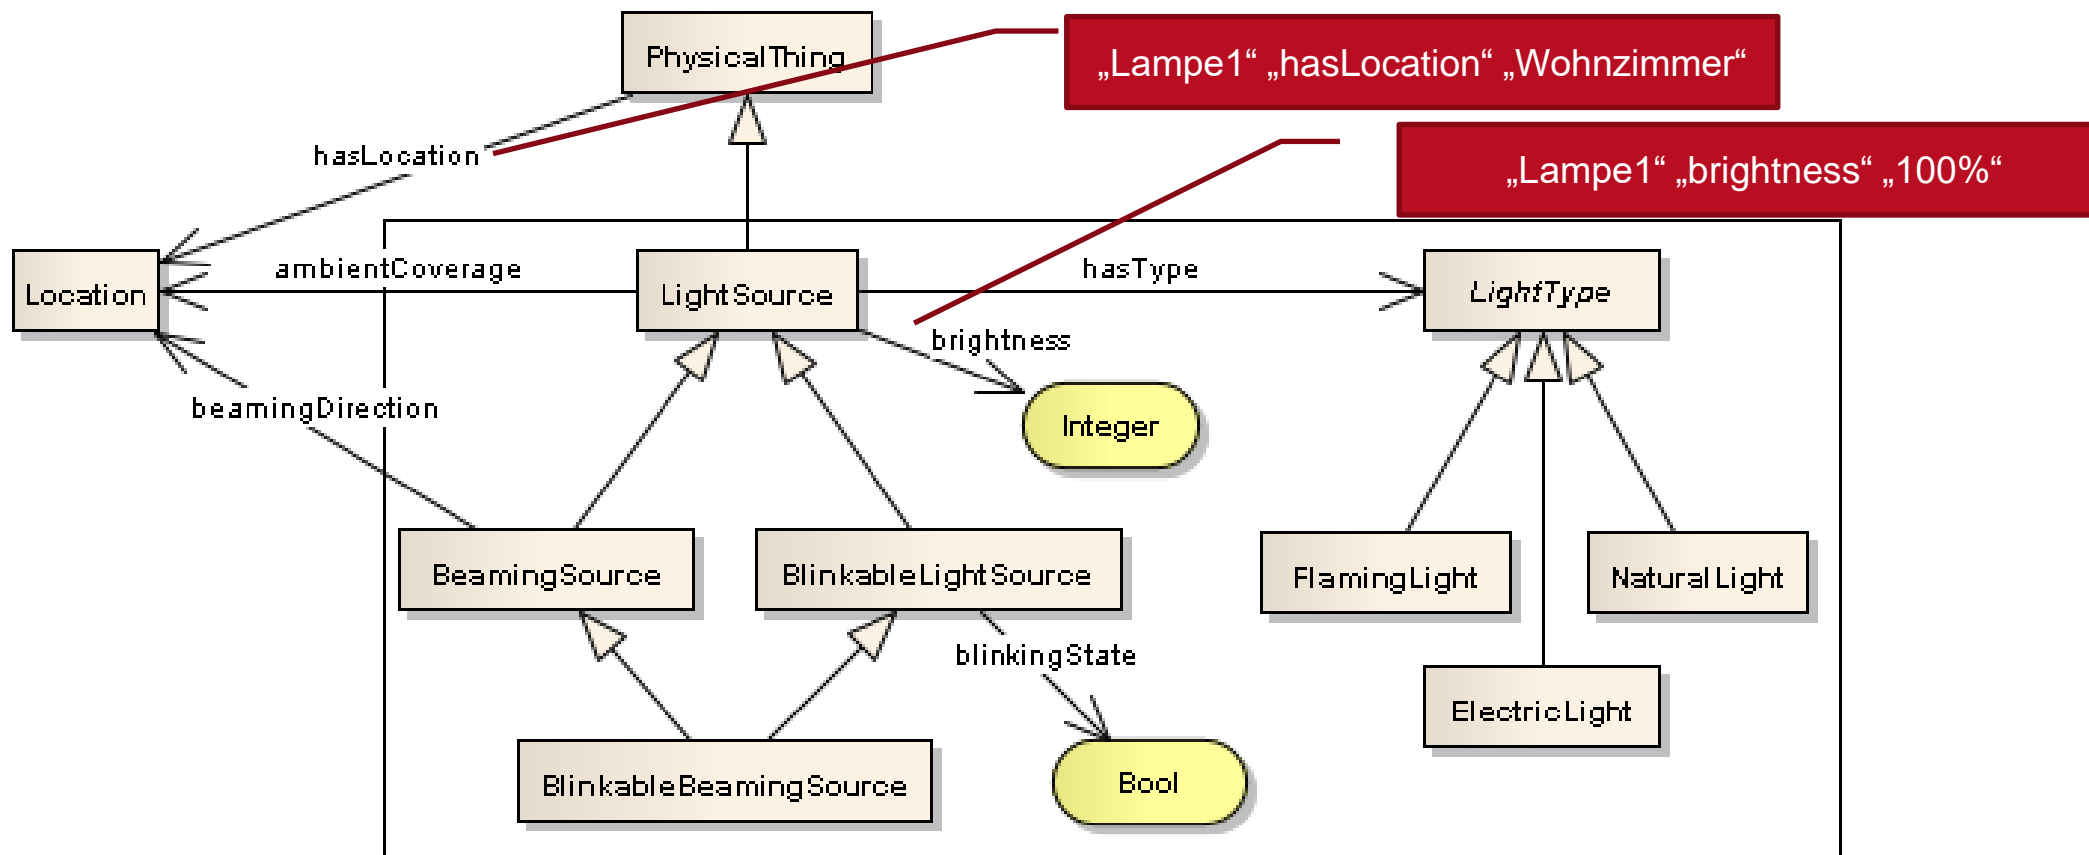 PhysicalThing
„Lampe1“ „hasLocation“ „Wohnzimmer“
hasLocation
„Lampe1“ „brightness“ „100%“
Location
ambientCoverage
LightSource
hasType
LightType
brightness
beamingDirection
Integer
BeamingSource
BlinkableLightSource
FlamingLight
NaturalLight
blinkingState
ElectricLight
BlinkableBeamingSource
Bool